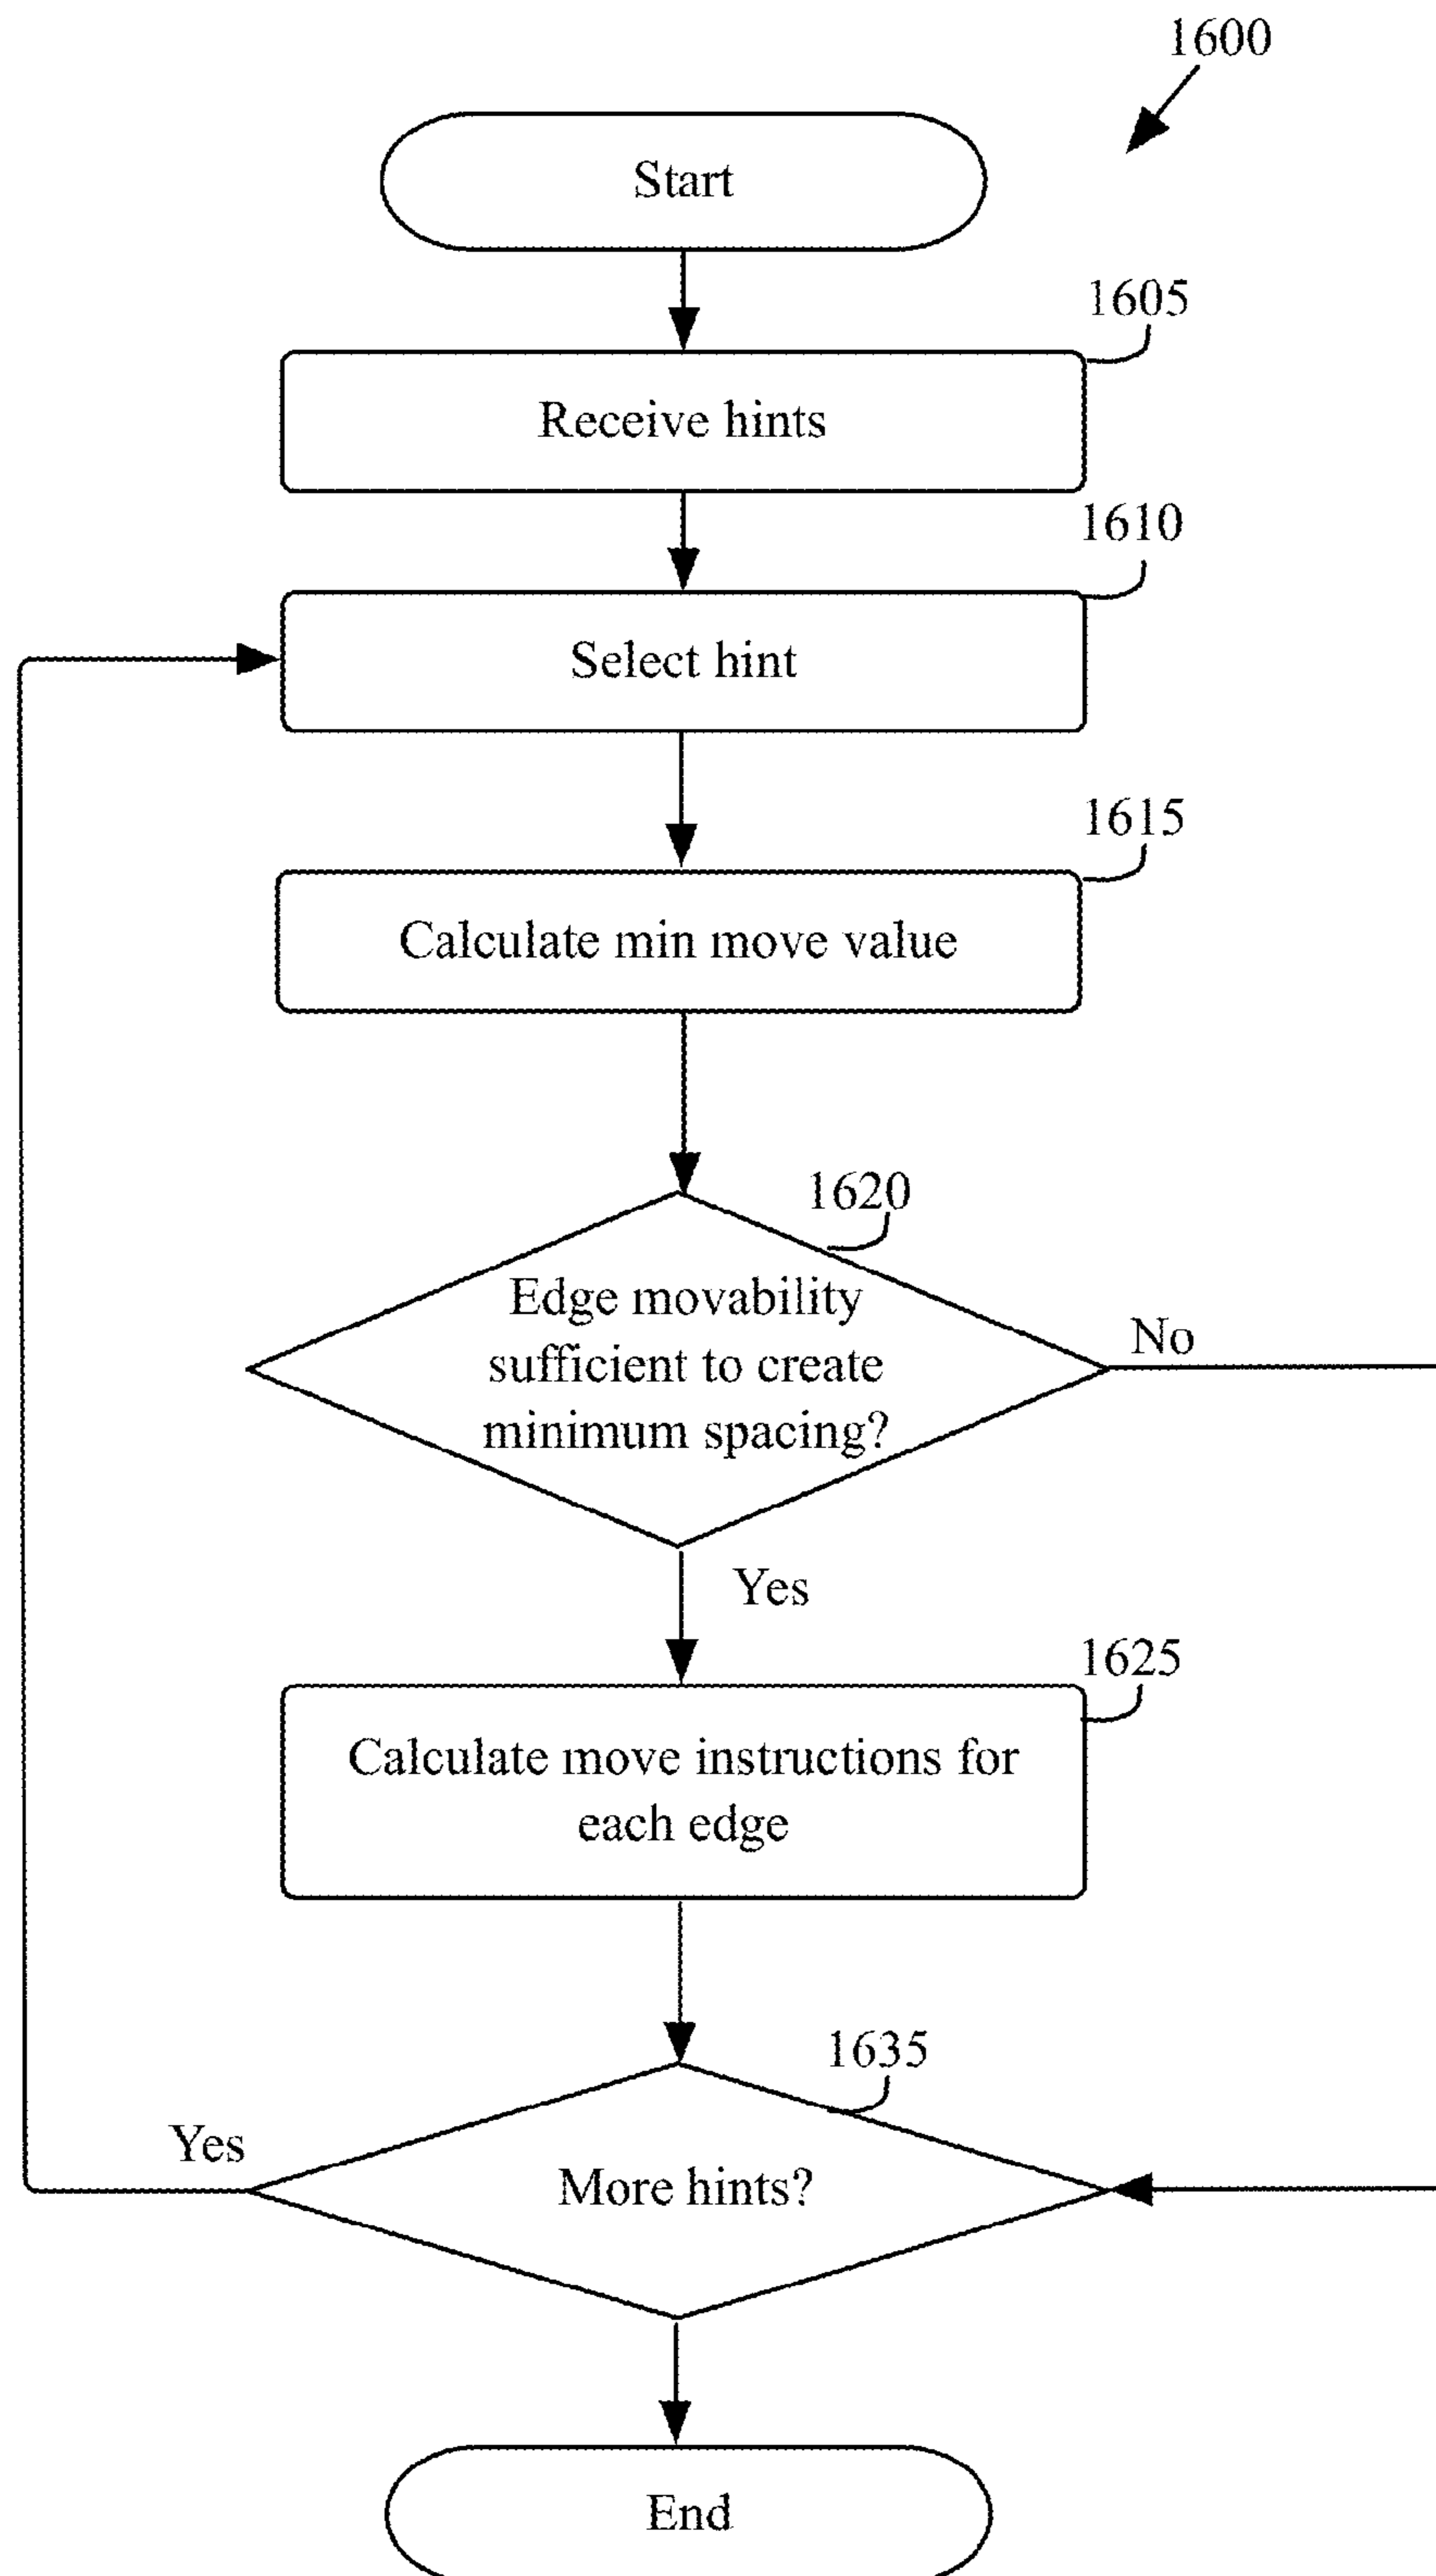 1600
Start
1605
Receive hints
1610
Select hint
1615
Calculate min move value
1620
Edge movability
sufficient to create
minimum spacing?
No
Yes
1625
Calculate move instructions for
each edge
1635
Yes
More hints?
End